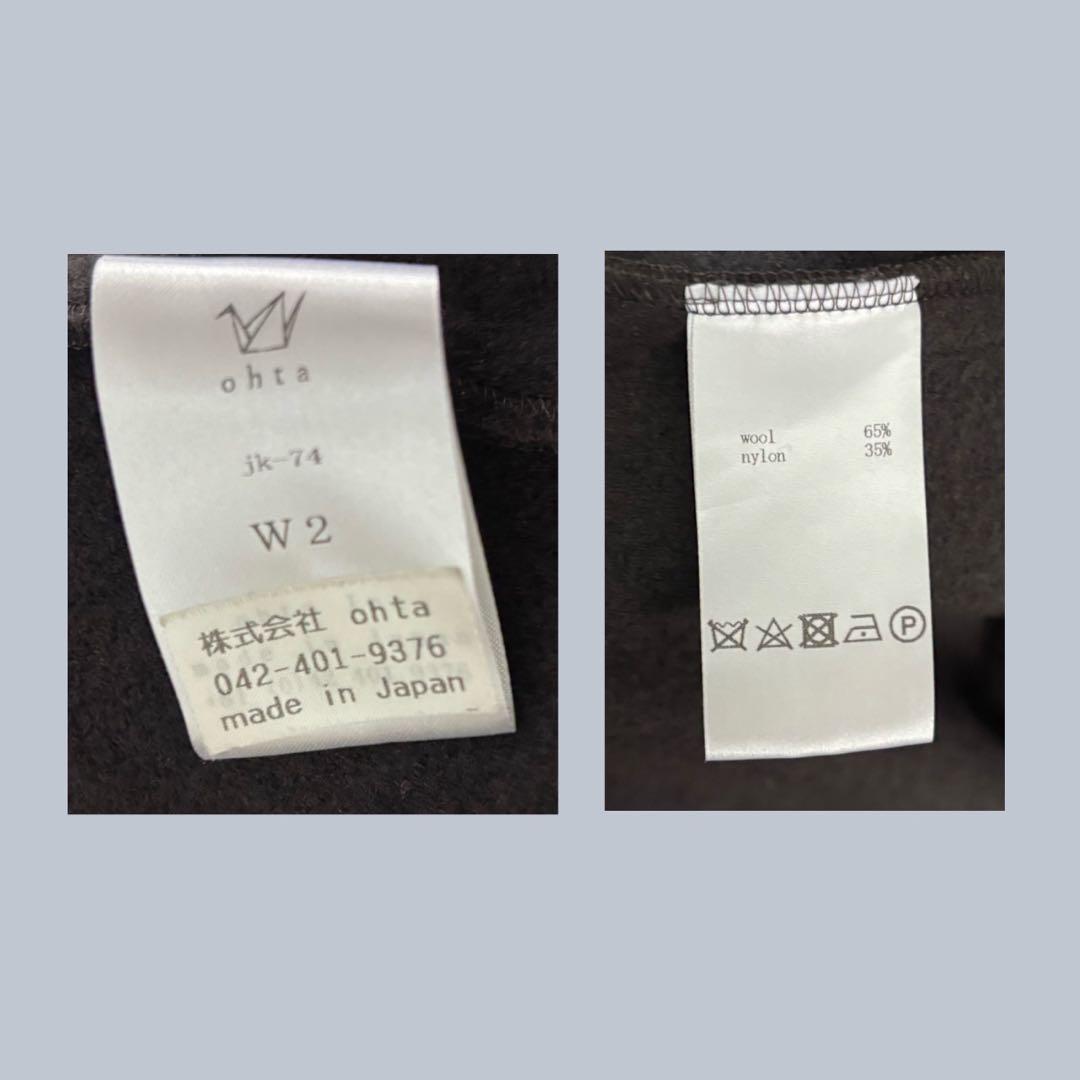 ohta
jk-74
W2
株式会社 ohta
042-401-9376
made in Japan
wool 65%
nylon 35%
P